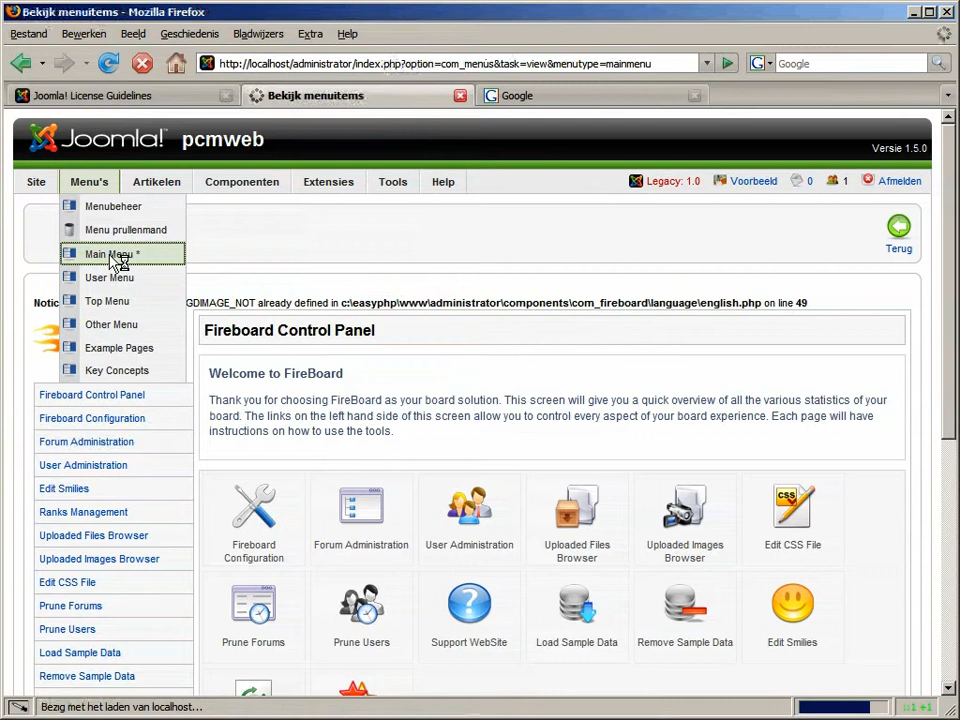 Bekijk menuitems - Mozilla Firefox
Bestand Bewerken Beeld Geschiedenis Bladwijzers Extra Help
http://localhost/administrator/index.php?option=com_menus&task=view&menutype=mainmenu
G Google
Joomla! License Guidelines
Bekijk menuitems
G Google
Joomla! pcmweb
Versie 1.5.0
Site Menu's Artikelen Componenten Extensies Tools Help
Legacy: 1.0 Voorbeeld 0 1 Afmelden
Menubeheer
Menu prullenmand
Main Menu *
User Menu
Top Menu
Other Menu
Example Pages
Key Concepts
Terug
Notic
GDIMAGE_NOT already defined in c:\easyphp\www\administrator\components\com_fireboard\language\english.php on line 49
Fireboard Control Panel
Welcome to FireBoard
Thank you for choosing FireBoard as your board solution. This screen will give you a quick overview of all the various statistics of your
board. The links on the left hand side of this screen allow you to control every aspect of your board experience. Each page will have
instructions on how to use the tools.
Fireboard Control Panel
Fireboard Configuration
Forum Administration
User Administration
Edit Smilies
Ranks Management
Uploaded Files Browser
Uploaded Images Browser
Edit CSS File
Prune Forums
Prune Users
Load Sample Data
Remove Sample Data
CSS
Fireboard
Configuration
Forum Administration
User Administration
Uploaded Files
Browser
Uploaded Images
Browser
Edit CSS File
Prune Forums
Prune Users
Support WebSite
Load Sample Data
Remove Sample Data
Edit Smilies
Bezig met het laden van localhost...
::1 +1